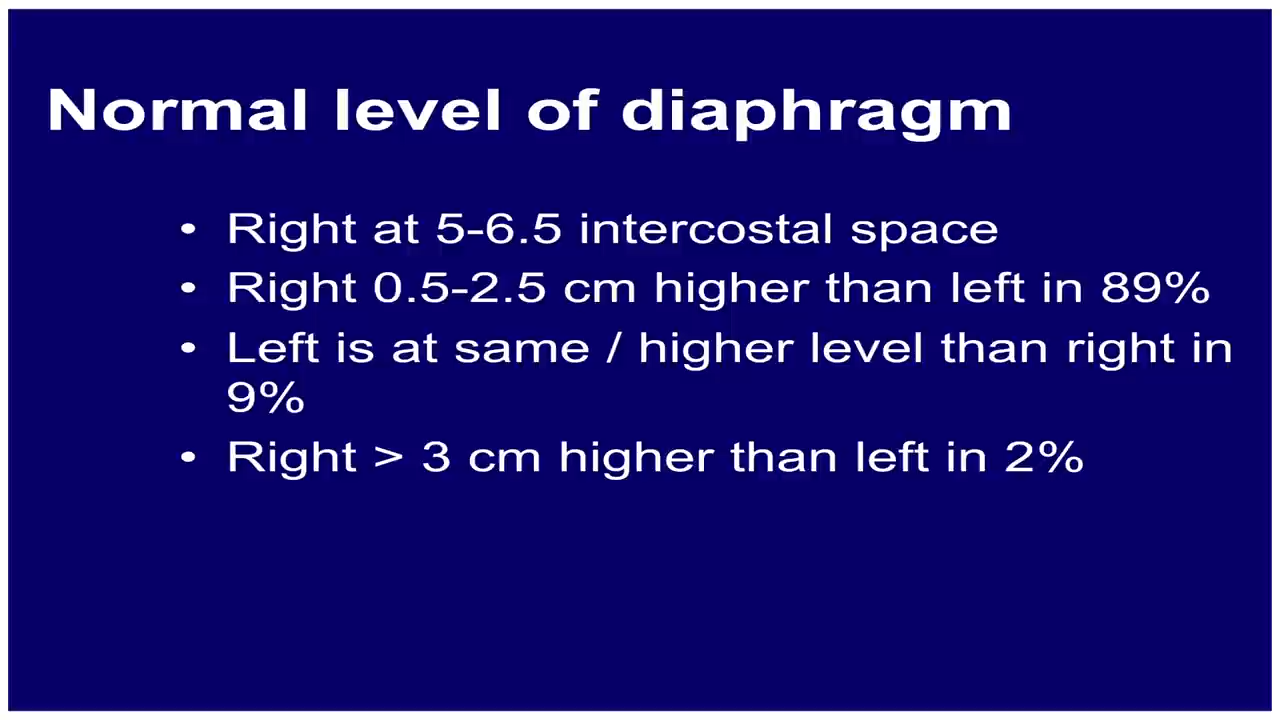 Normal level of diaphragm
• Right at 5-6.5 intercostal space
• Right 0.5-2.5 cm higher than left in 89%
• Left is at same / higher level than right in
9%
• Right > 3 cm higher than left in 2%